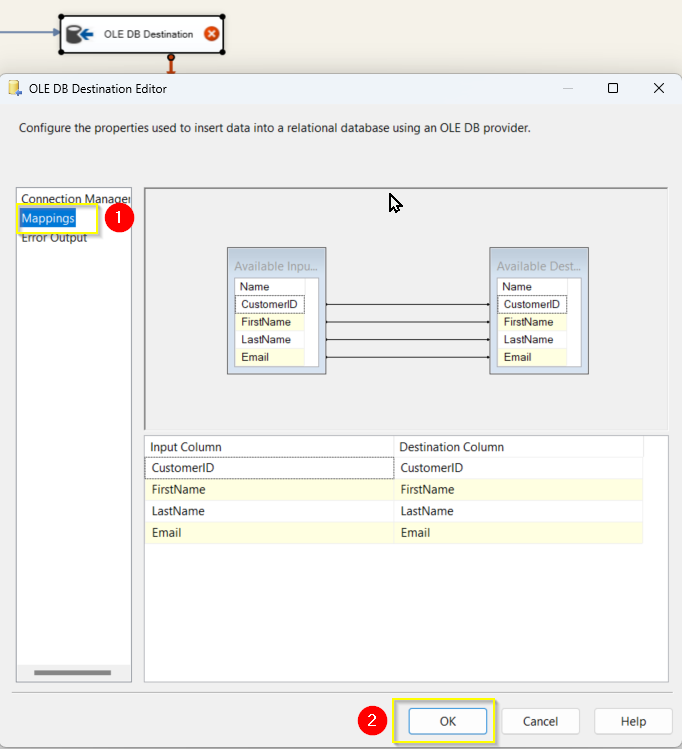 OLE DB Destination
OLE DB Destination Editor
Configure the properties used to insert data into a relational database using an OLE DB provider.
Connection Manager
Mappings
1
Error Output
Available Inpu... Available Dest...
Name Name
CustomerID CustomerID
FirstName FirstName
LastName LastName
Email Email
Input Column Destination Column
CustomerID CustomerID
FirstName FirstName
LastName LastName
Email Email
2 OK Cancel Help